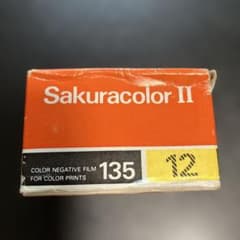 Sakuracolor II
COLOR NEGATIVE FILM
FOR COLOR PRINTS
135
12